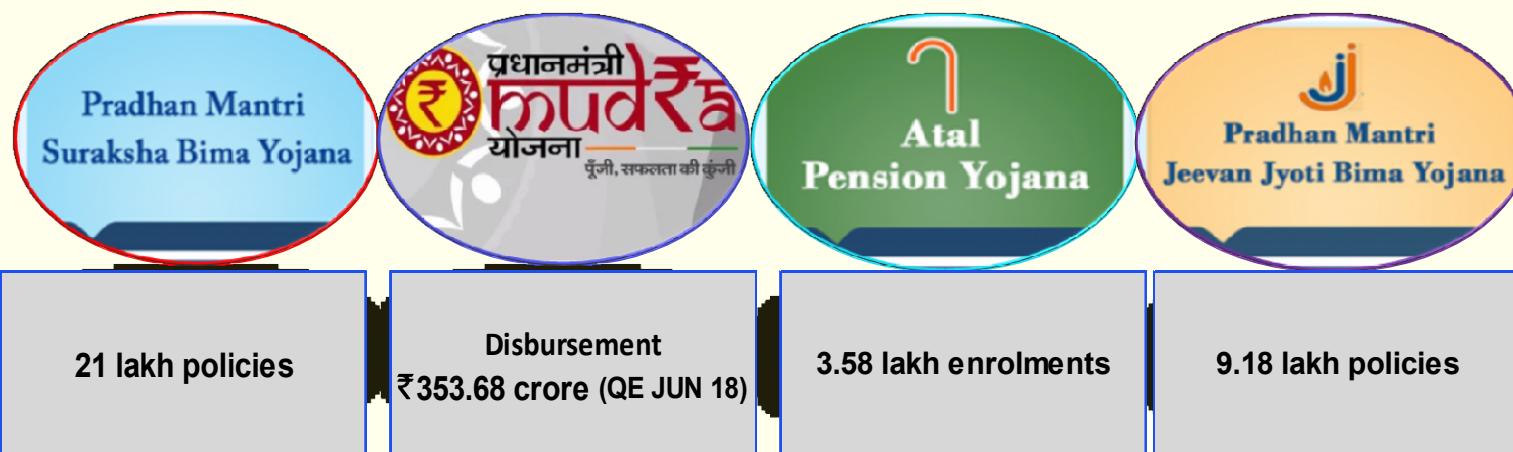 Pradhan Mantri
Suraksha Bima Yojana
प्रधानमंत्री
mudra
योजना
पूँजी, सफलता की कुंजी
Atal
Pension Yojana
Pradhan Mantri
Jeevan Jyoti Bima Yojana
21 lakh policies
Disbursement
₹353.68 crore (QE JUN 18)
3.58 lakh enrolments
9.18 lakh policies